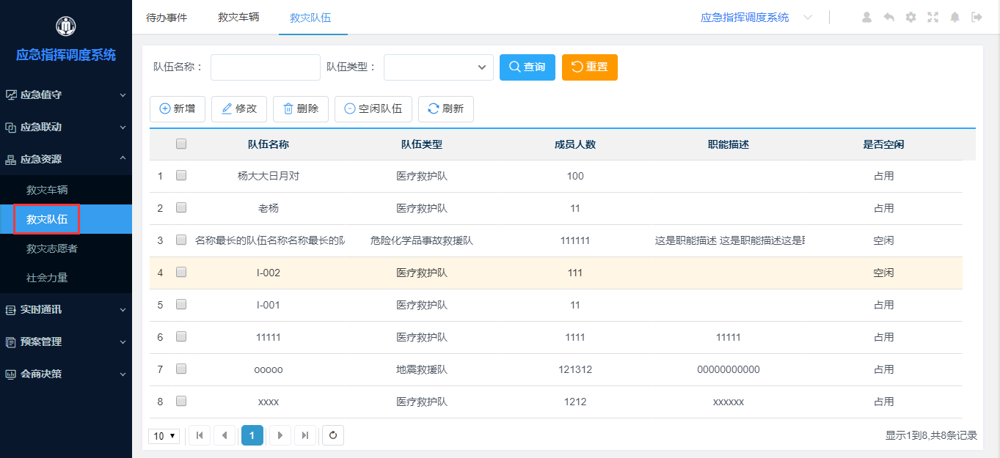 待办事件 救灾车辆 救灾队伍 应急指挥调度系统
应急指挥调度系统
应急值守
应急联动
应急资源
救灾车辆
救灾队伍
救灾志愿者
社会力量
实时通讯
预案管理
会商决策
队伍名称： 队伍类型： 查询 重置
新增 修改 删除 空闲队伍 刷新
队伍名称 队伍类型 成员人数 职能描述 是否空闲
1 杨大大日月对 医疗救护队 100 占用
2 老杨 医疗救护队 11 占用
3 名称最长的队伍名称名称最长的队 危险化学品事故救援队 111111 这是职能描述 这是职能描述这是 空闲
4 I-002 医疗救护队 111 空闲
5 I-001 医疗救护队 11 占用
6 11111 医疗救护队 1111 11111 占用
7 ooooo 地震救援队 121312 00000000000 占用
8 xxxx 医疗救护队 1212 xxxxxx 占用
10 1 显示1到8,共8条记录